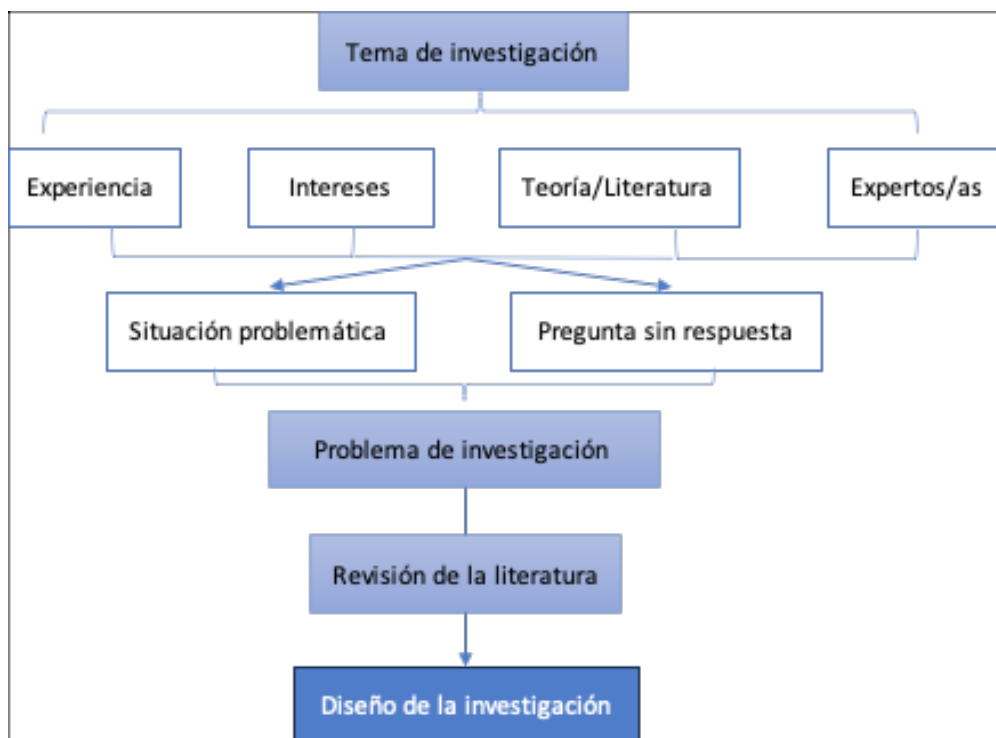 Tema de investigación
Experiencia
Intereses
Teoría/Literatura
Expertos/as
Situación problemática
Pregunta sin respuesta
Problema de investigación
Revisión de la literatura
Diseño de la investigación